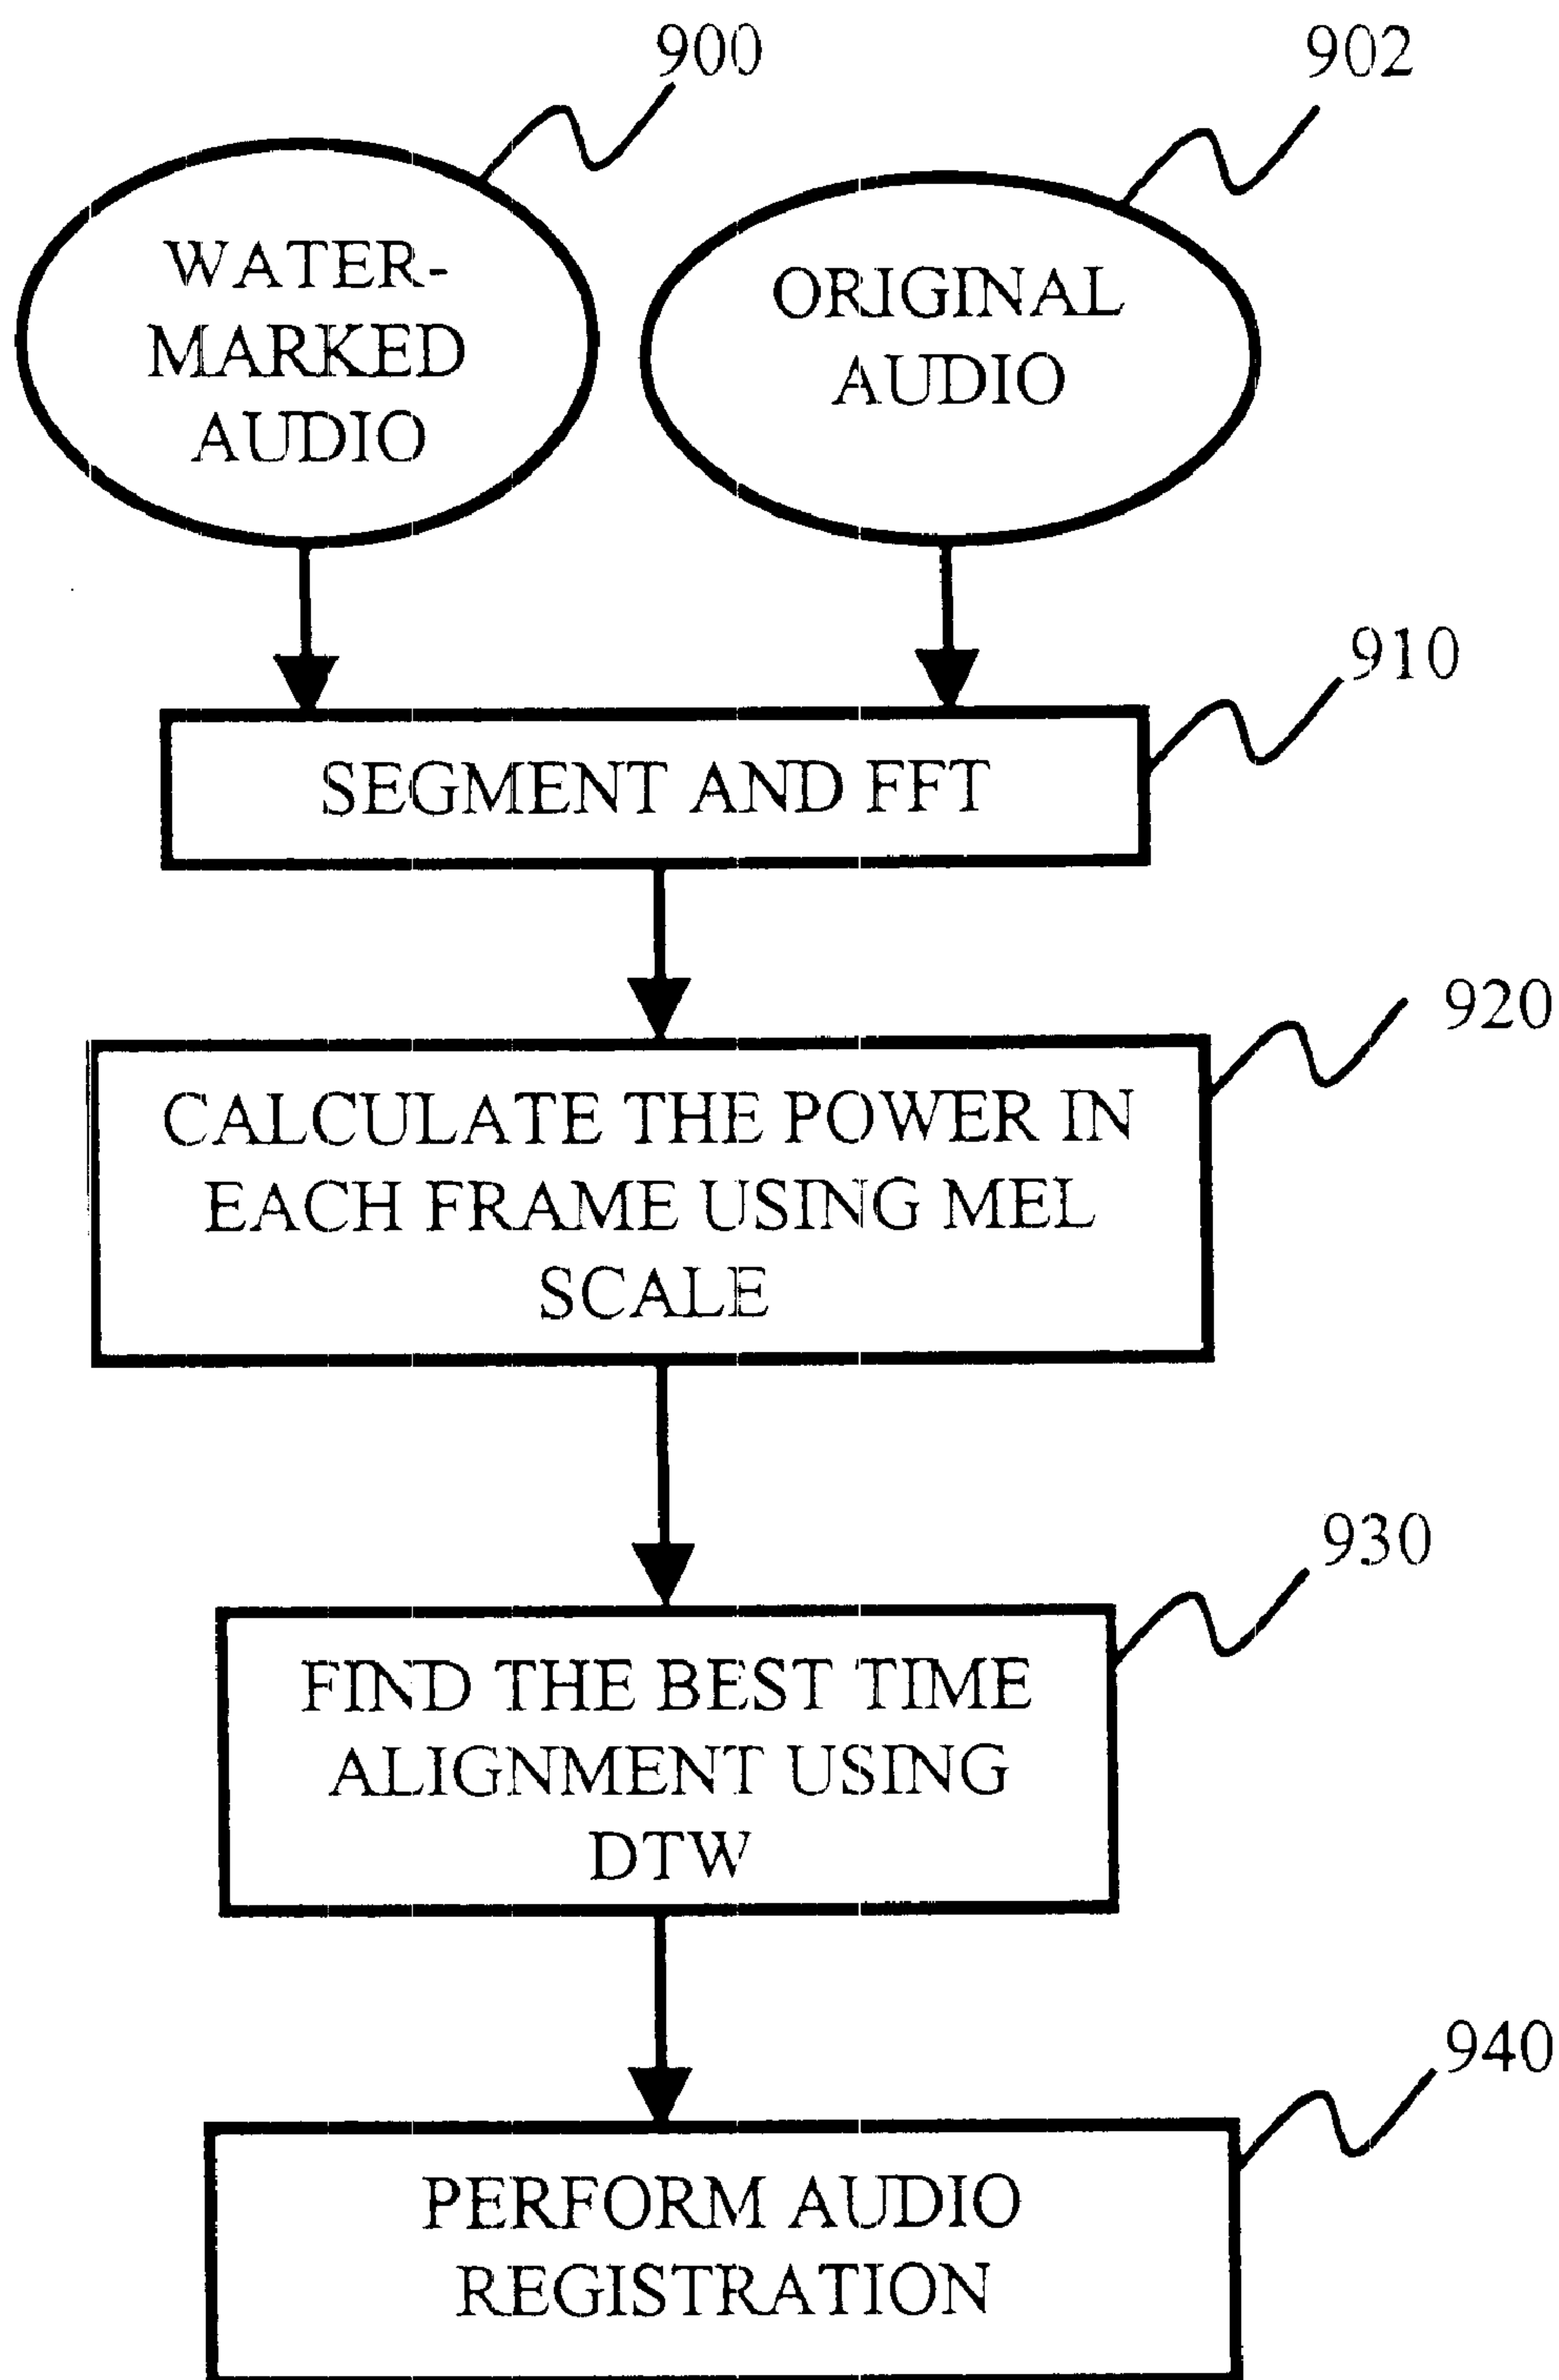 900
902
WATER-
MARKED
AUDIO
ORIGINAL
AUDIO
910
SEGMENT AND FFT
920
CALCULATE THE POWER IN
EACH FRAME USING MEL
SCALE
930
FIND THE BEST TIME
ALIGNMENT USING
DTW
940
PERFORM AUDIO
REGISTRATION